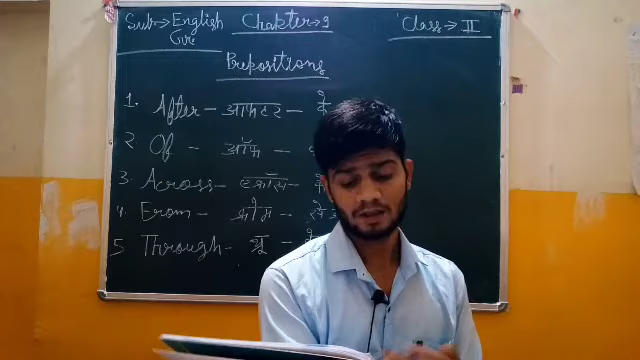 Sub→English
Gre
Chapter→9
Class→II
Prepositions
1. After – आफ्टर – के
2 Of – ऑफ –
3. Across – एक्रॉस –
4. From – फ्रॉम –
5 Through – थ्रू –